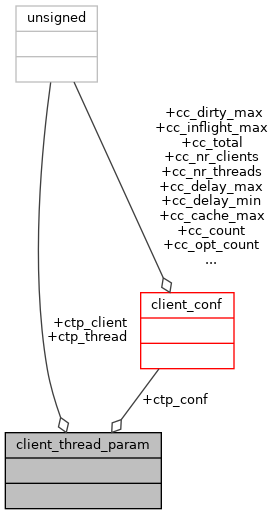 unsigned
+cc_dirty_max
+cc_inflight_max
+cc_total
+cc_nr_clients
+cc_nr_threads
+cc_delay_max
+cc_delay_min
+cc_cache_max
+cc_count
+cc_opt_count
...
client_conf
+ctp_client
+ctp_thread
+ctp_conf
client_thread_param